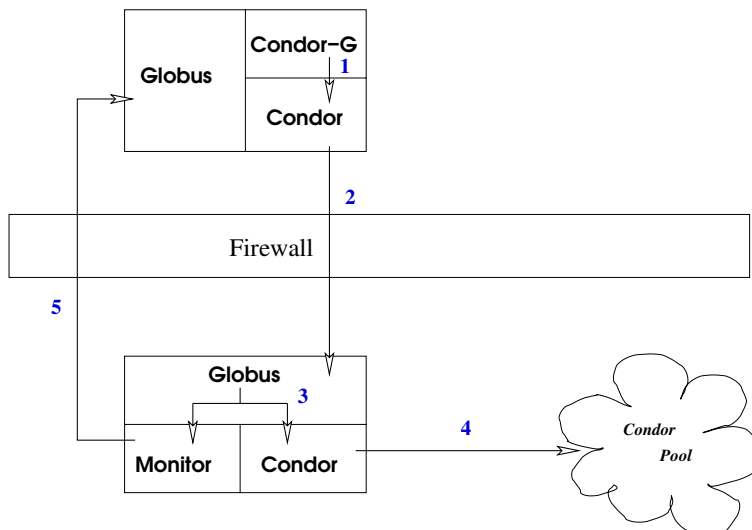 Condor–G
1
Globus
Condor
2
Firewall
5
Globus
3
4
Monitor
Condor
Condor
Pool